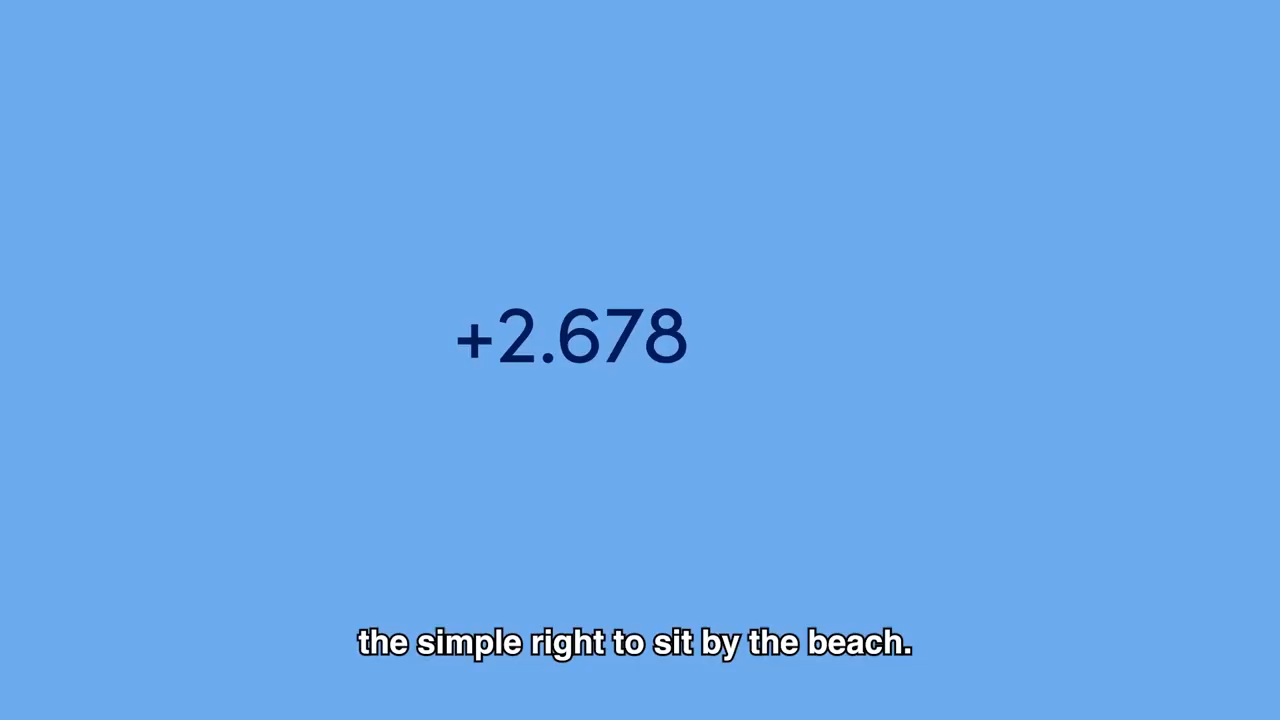 +2.678
the simple right to sit by the beach.